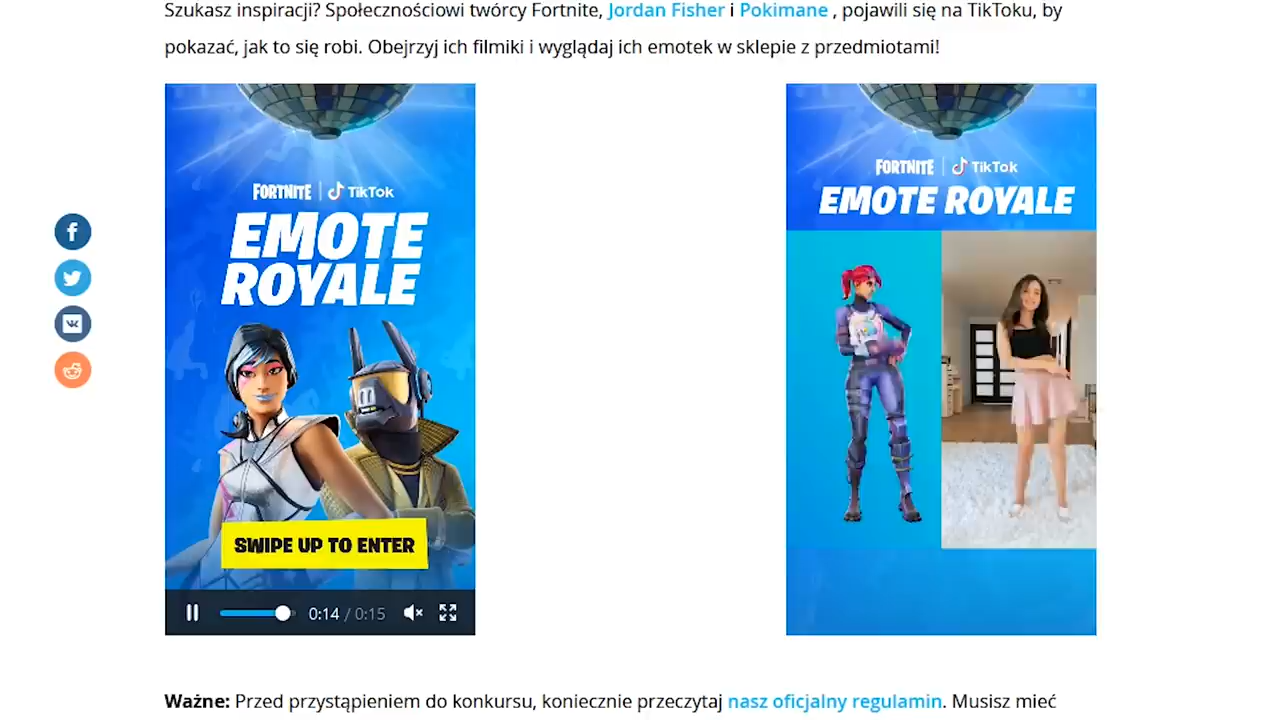 Szukasz inspiracji? Społecznościowi twórcy Fortnite, Jordan Fisher i Pokimane , pojawili się na TikToku, by
pokazać, jak to się robi. Obejrzyj ich filmiki i wyglądaj ich emotek w sklepie z przedmiotami!
FORTNITE | TikTok
EMOTE
ROYALE
SWIPE UP TO ENTER
0:14 / 0:15
FORTNITE | TikTok
EMOTE ROYALE
Ważne: Przed przystąpieniem do konkursu, koniecznie przeczytaj nasz oficjalny regulamin. Musisz mieć